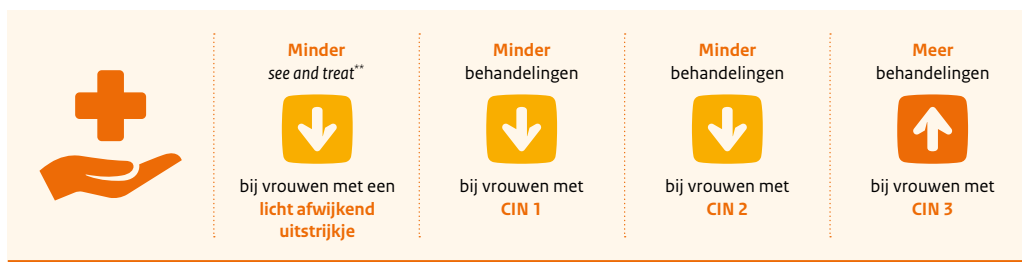 Minder
see and treat**
bij vrouwen met een
licht afwijkend
uitstrijkje
Minder
behandelingen
bij vrouwen met
CIN 1
Minder
behandelingen
bij vrouwen met
CIN 2
Meer
behandelingen
bij vrouwen met
CIN 3